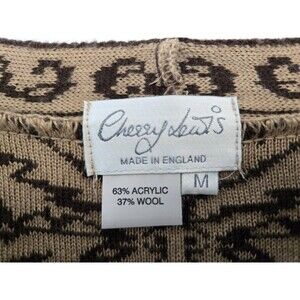 Cherry Lewis
MADE IN ENGLAND
M
63% ACRYLIC
37% WOOL